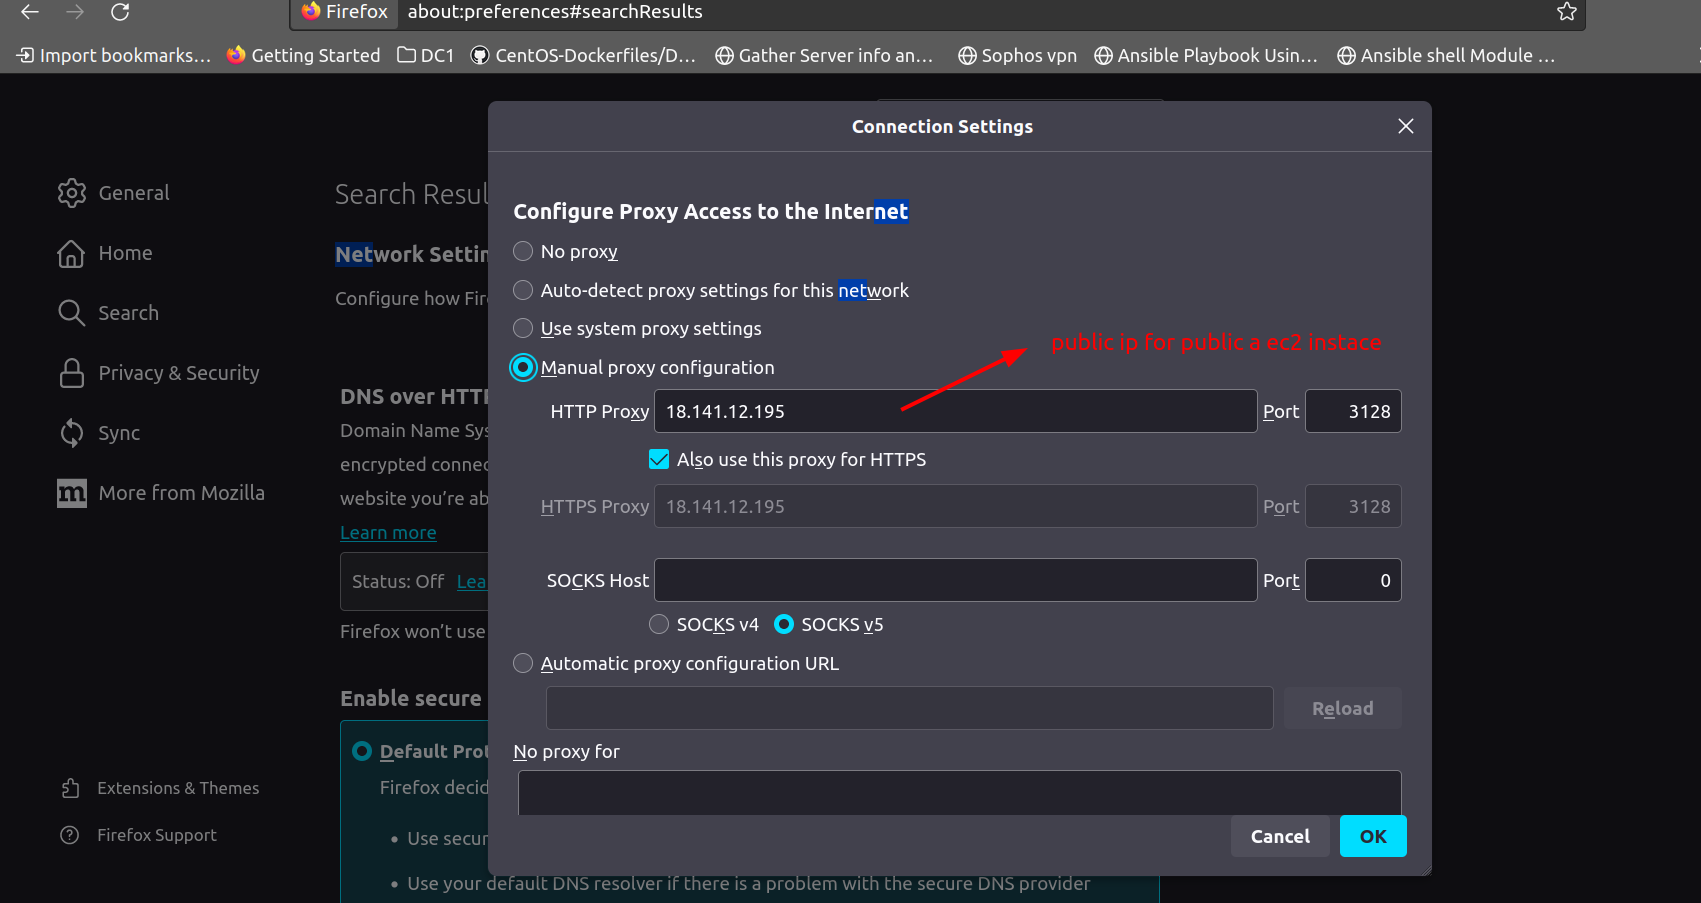 Firefox about:preferences#searchResults
Import bookmarks... Getting Started DC1 CentOS-Dockerfiles/D... Gather Server info an... Sophos vpn Ansible Playbook Usin... Ansible shell Module ...
Connection Settings
General
Home
Search
Privacy & Security
Sync
More from Mozilla
Extensions & Themes
Firefox Support
Search Resul
Network Settin
Configure how Fir
DNS over HTT
Domain Name Sys
encrypted connec
website you're ab
Learn more
Status: Off Lea
Firefox won't use
Enable secure
Default Prot
Firefox decid
• Use secur
• Use your default DNS resolver if there is a problem with the secure DNS provider
Configure Proxy Access to the Internet
No proxy
Auto-detect proxy settings for this network
Use system proxy settings
public ip for public a ec2 instace
Manual proxy configuration
HTTP Proxy 18.141.12.195 Port 3128
Also use this proxy for HTTPS
HTTPS Proxy 18.141.12.195 Port 3128
SOCKS Host Port 0
SOCKS v4 SOCKS v5
Automatic proxy configuration URL
Reload
No proxy for
Cancel OK